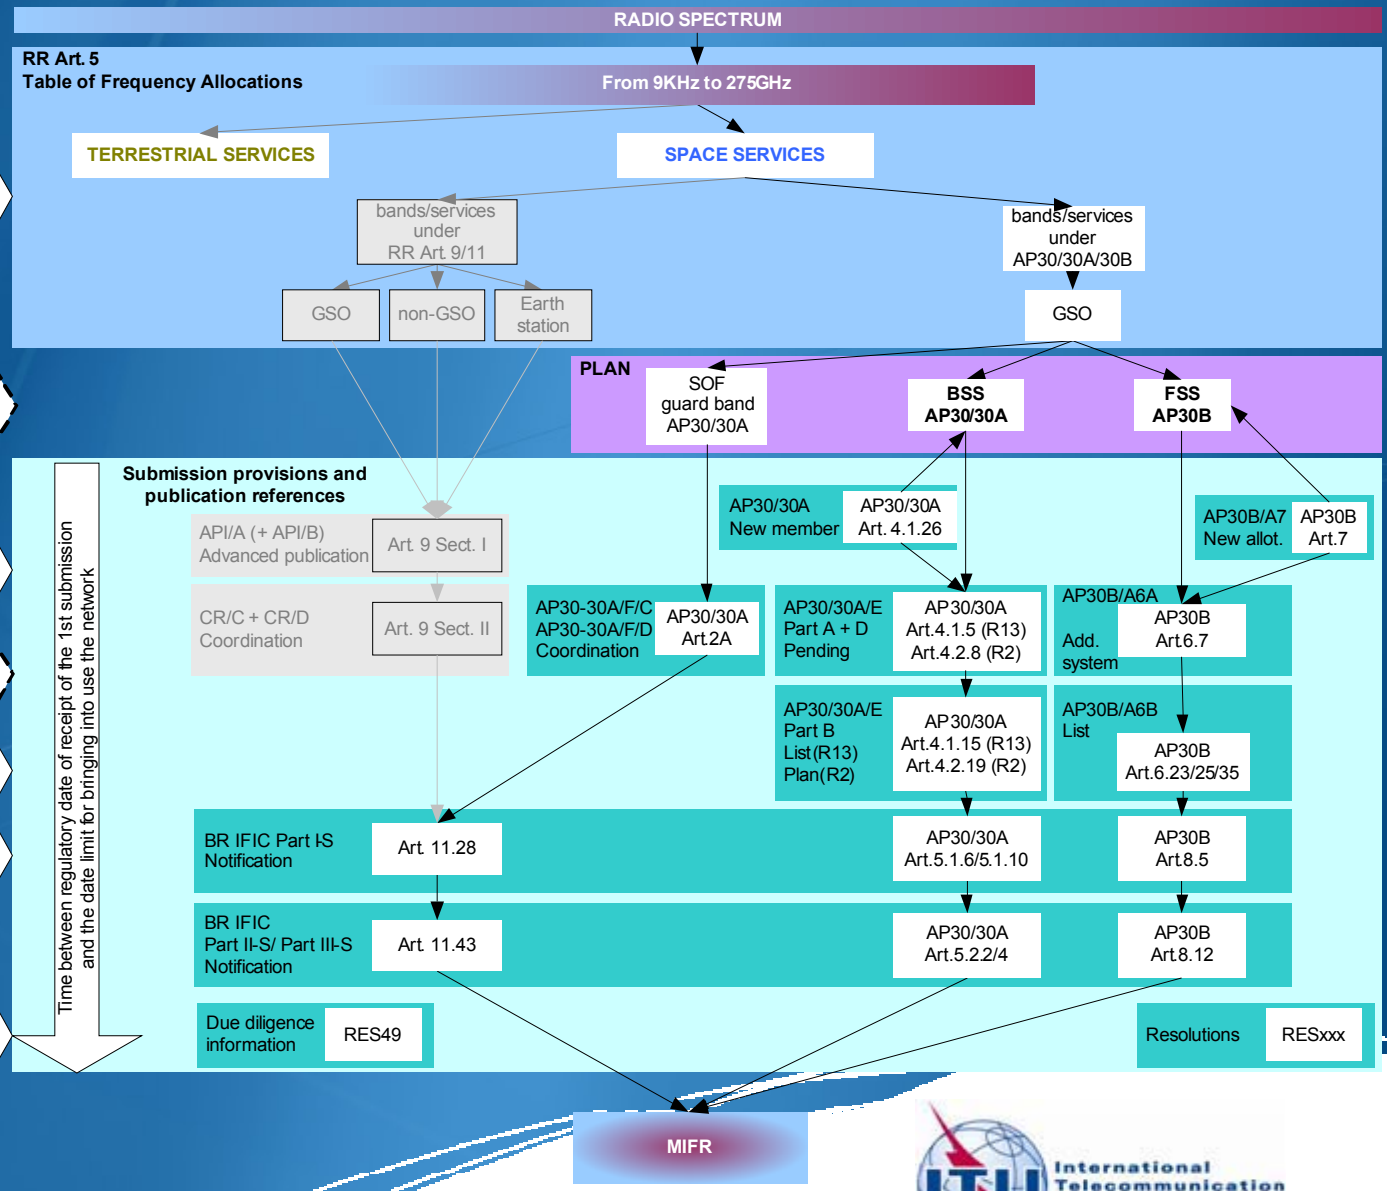 RADIO SPECTRUM
RR Art. 5
Table of Frequency Allocations
From 9KHz to 275GHz
TERRESTRIAL SERVICES
SPACE SERVICES
bands/services
under
RR Art. 9/11
bands/services
under
AP30/30A/30B
GSO
non-GSO
Earth
station
GSO
PLAN
SOF
guard band
AP30/30A
BSS
AP30/30A
FSS
AP30B
Submission provisions and
publication references
Time between regulatory date of receipt of the 1st submission
and the date limit for bringing into use the network
API/A (+ API/B)
Advanced publication
Art. 9 Sect. I
AP30/30A
New member
AP30/30A
Art. 4.1.26
AP30B/A7
New allot.
AP30B
Art.7
CR/C + CR/D
Coordination
Art. 9 Sect. II
AP30-30A/F/C
AP30-30A/F/D
Coordination
AP30/30A
Art.2A
AP30/30A/E
Part A + D
Pending
AP30/30A
Art.4.1.5 (R13)
Art.4.2.8 (R2)
AP30B/A6A
Add.
system
AP30B
Art.6.7
AP30/30A/E
Part B
List(R13)
Plan(R2)
AP30/30A
Art.4.1.15 (R13)
Art.4.2.19 (R2)
AP30B/A6B
List
AP30B
Art.6.23/25/35
BR IFIC Part I-S
Notification
Art. 11.28
AP30/30A
Art.5.1.6/5.1.10
AP30B
Art.8.5
BR IFIC
Part II-S/ Part III-S
Notification
Art. 11.43
AP30/30A
Art.5.2.2/4
AP30B
Art.8.12
Due diligence
information
RES49
Resolutions
RESxxx
MIFR
ITU
International
Telecommunication